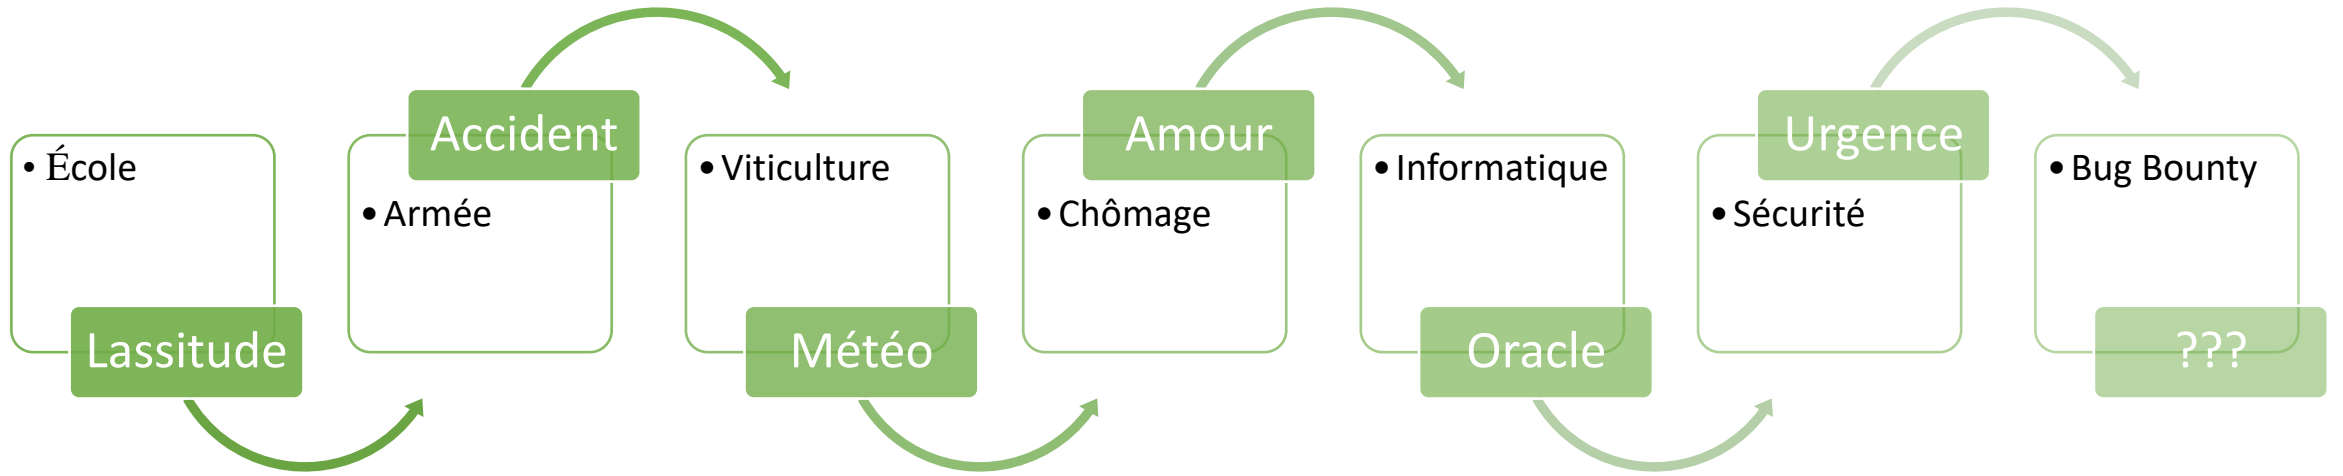 • École
Lassitude
Accident
• Armée
• Viticulture
Météo
Amour
• Chômage
• Informatique
Oracle
Urgence
• Sécurité
• Bug Bounty
???